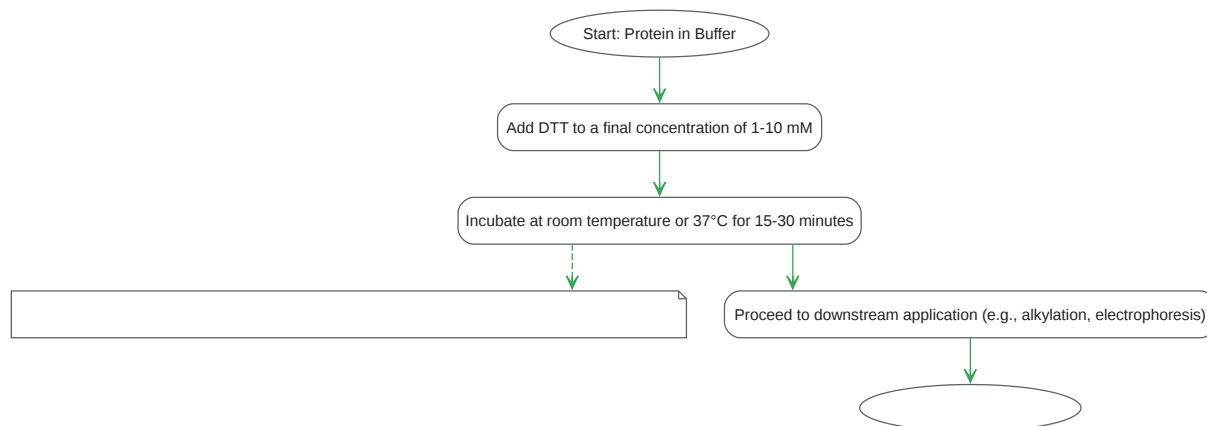 Start: Protein in Buffer
Add DTT to a final concentration of 1-10 mM
Incubate at room temperature or 37°C for 15-30 minutes
Proceed to downstream application (e.g., alkylation, electrophoresis)